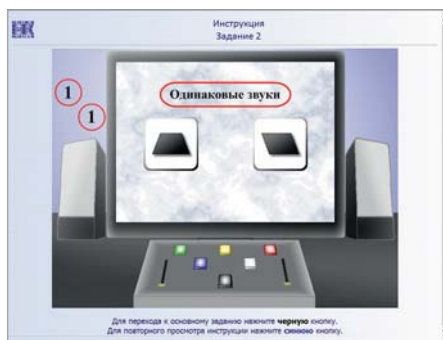 Инструкция
Задание 2
1
1
Одинаковые звуки
Для перехода к основному заданию нажмите черную кнопку.
Для повторного просмотра инструкции нажмите синюю кнопку.